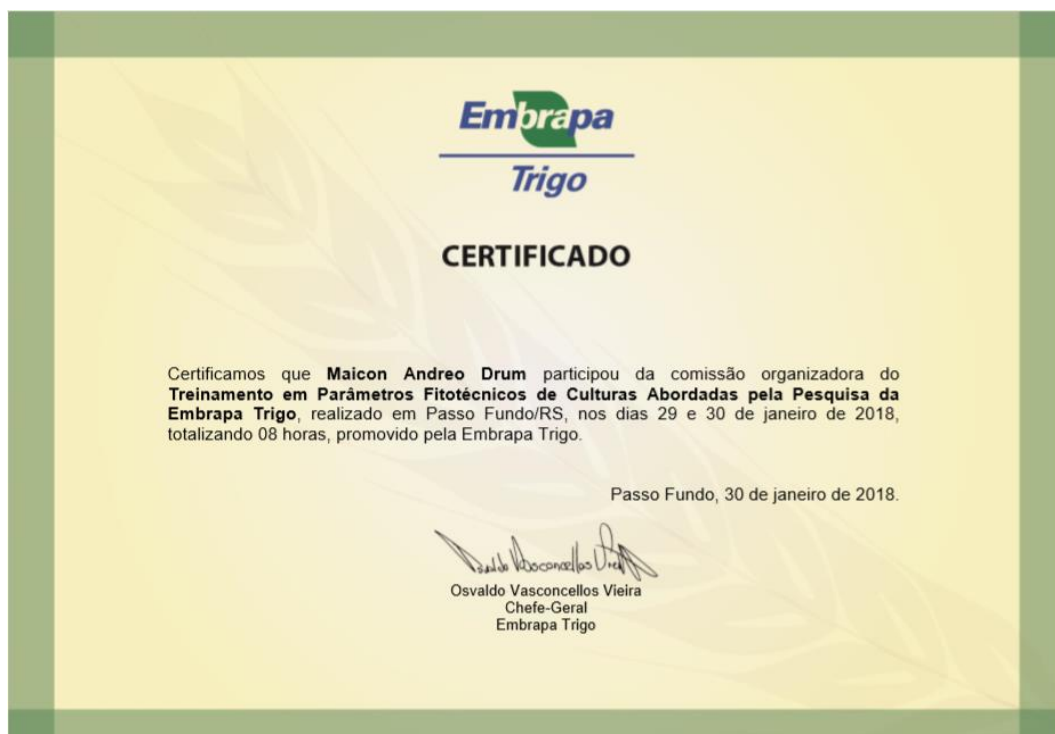 Embrapa
Trigo
CERTIFICADO
Certificamos que Maicon Andreo Drum participou da comissão organizadora do
Treinamento em Parâmetros Fitotécnicos de Culturas Abordadas pela Pesquisa da
Embrapa Trigo, realizado em Passo Fundo/RS, nos dias 29 e 30 de janeiro de 2018,
totalizando 08 horas, promovido pela Embrapa Trigo.
Passo Fundo, 30 de janeiro de 2018.
Osvaldo Vasconcellos Vieira
Osvaldo Vasconcellos Vieira
Chefe-Geral
Embrapa Trigo